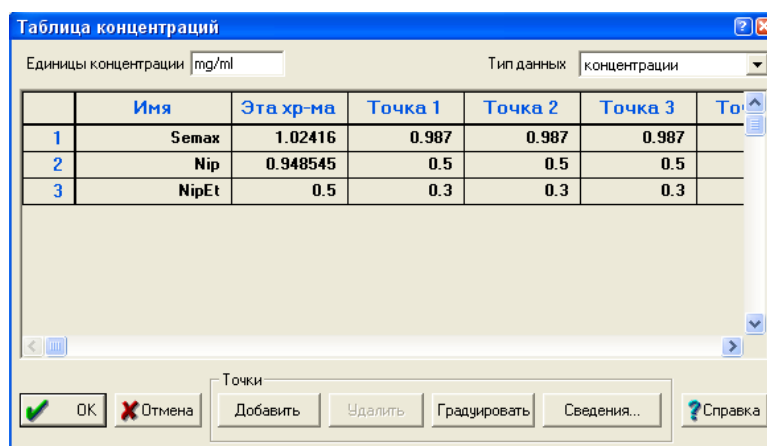 Таблица концентраций
Единицы концентрации mg/ml Тип данных концентрации
Имя Эта хр-ма Точка 1 Точка 2 Точка 3 То
1 Semax 1.02416 0.987 0.987 0.987
2 Nip 0.948545 0.5 0.5 0.5
3 NipEt 0.5 0.3 0.3 0.3
Точки
OK Отмена Добавить Удалить Градуировать Сведения... Справка